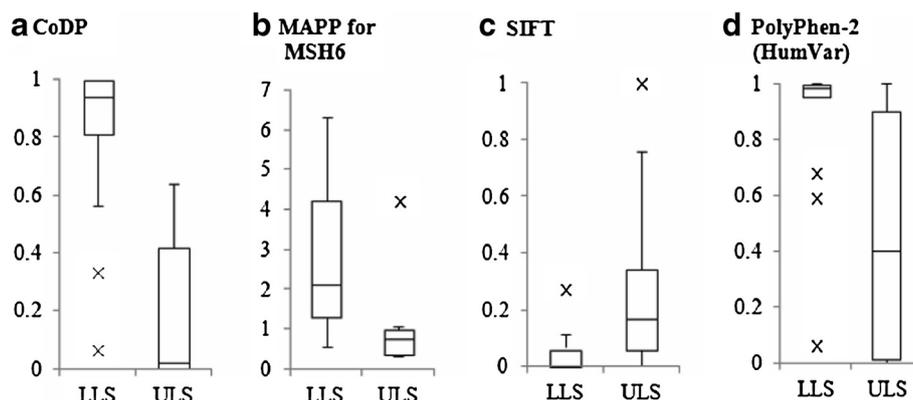 a CoDP
b MAPP for
MSH6
c SIFT
d PolyPhen-2
(HumVar)
1
0.8
0.6
0.4
0.2
0
LLS ULS
7
6
5
4
3
2
1
0
LLS ULS
1
0.8
0.6
0.4
0.2
0
LLS ULS
1
0.8
0.6
0.4
0.2
0
LLS ULS